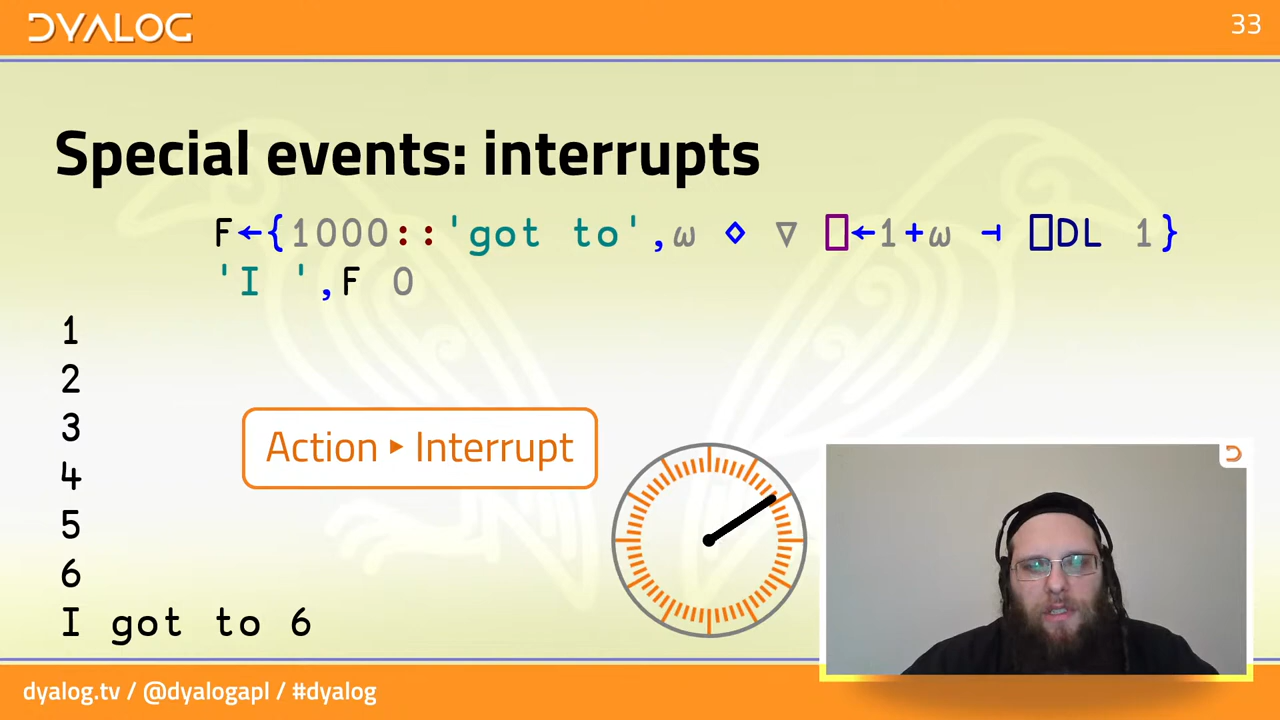 DYALOG
33
Special events: interrupts
F←{1000::'got to',⍵ ⋄ ∇ ⎕←1+⍵ ⊣ ⎕DL 1}
'I ',F 0
1
2
3
4
5
6
I got to 6
Action ▸ Interrupt
dyalog.tv / @dyalogapl / #dyalog